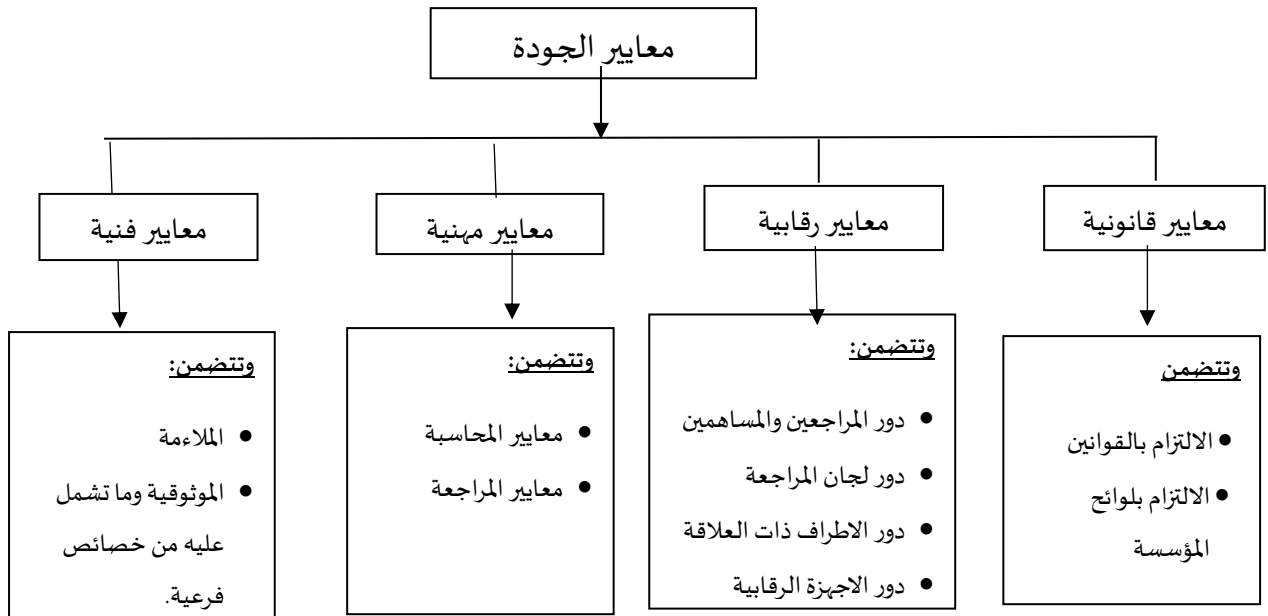 معايير الجودة
معايير قانونية
معايير رقابية
معايير مهنية
معايير فنية
وتتضمن
• الالتزام بالقوانين
• الالتزام بلوائح
المؤسسة
وتتضمن:
• دور المراجعين والمساهمين
• دور لجان المراجعة
• دور الاطراف ذات العلاقة
• دور الاجهزة الرقابية
وتتضمن:
• معايير المحاسبة
• معايير المراجعة
وتتضمن:
• الملاءمة
• الموثوقية وما تشمل
عليه من خصائص
فرعية.